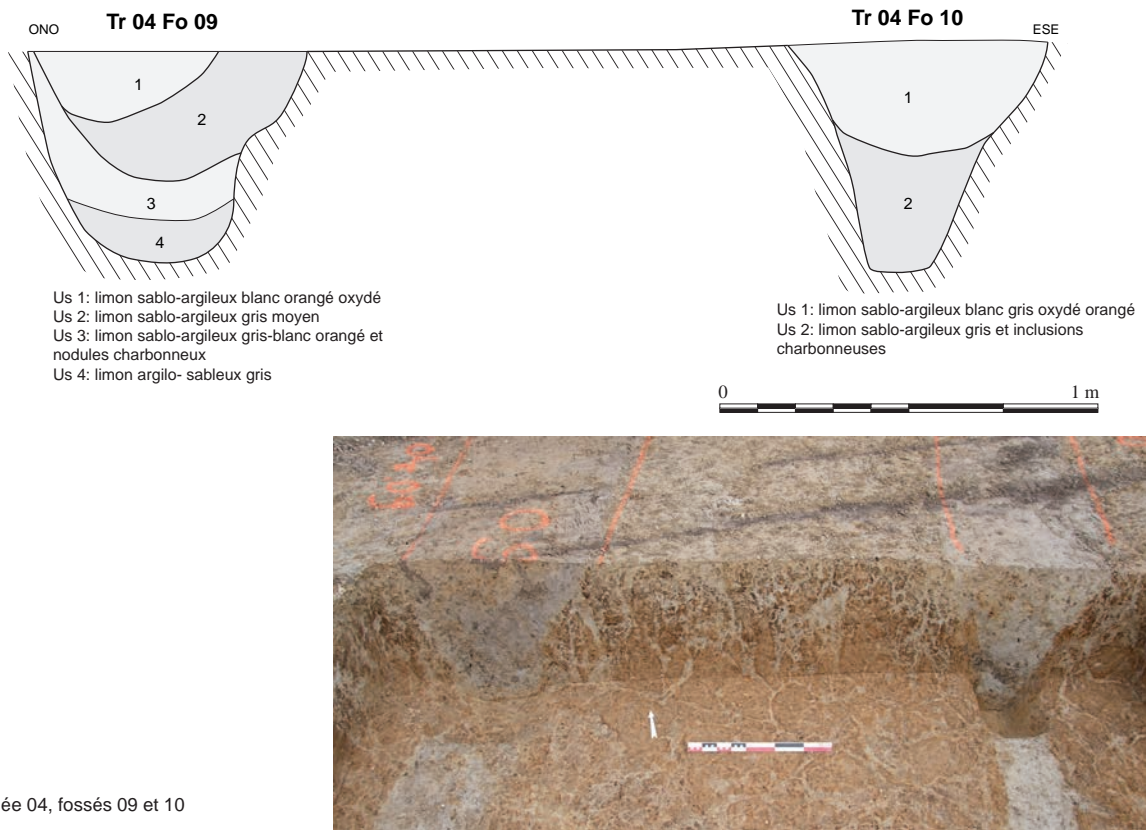 Tr 04 Fo 09
Tr 04 Fo 10
ONO
ESE
1
2
3
4
1
2
Us 1: limon sablo-argileux blanc orangé oxydé
Us 2: limon sablo-argileux gris moyen
Us 3: limon sablo-argileux gris-blanc orangé et
nodules charbonneux
Us 4: limon argilo- sableux gris
Us 1: limon sablo-argileux blanc gris oxydé orangé
Us 2: limon sablo-argileux gris et inclusions
charbonneuses
0 1 m
ée 04, fossés 09 et 10